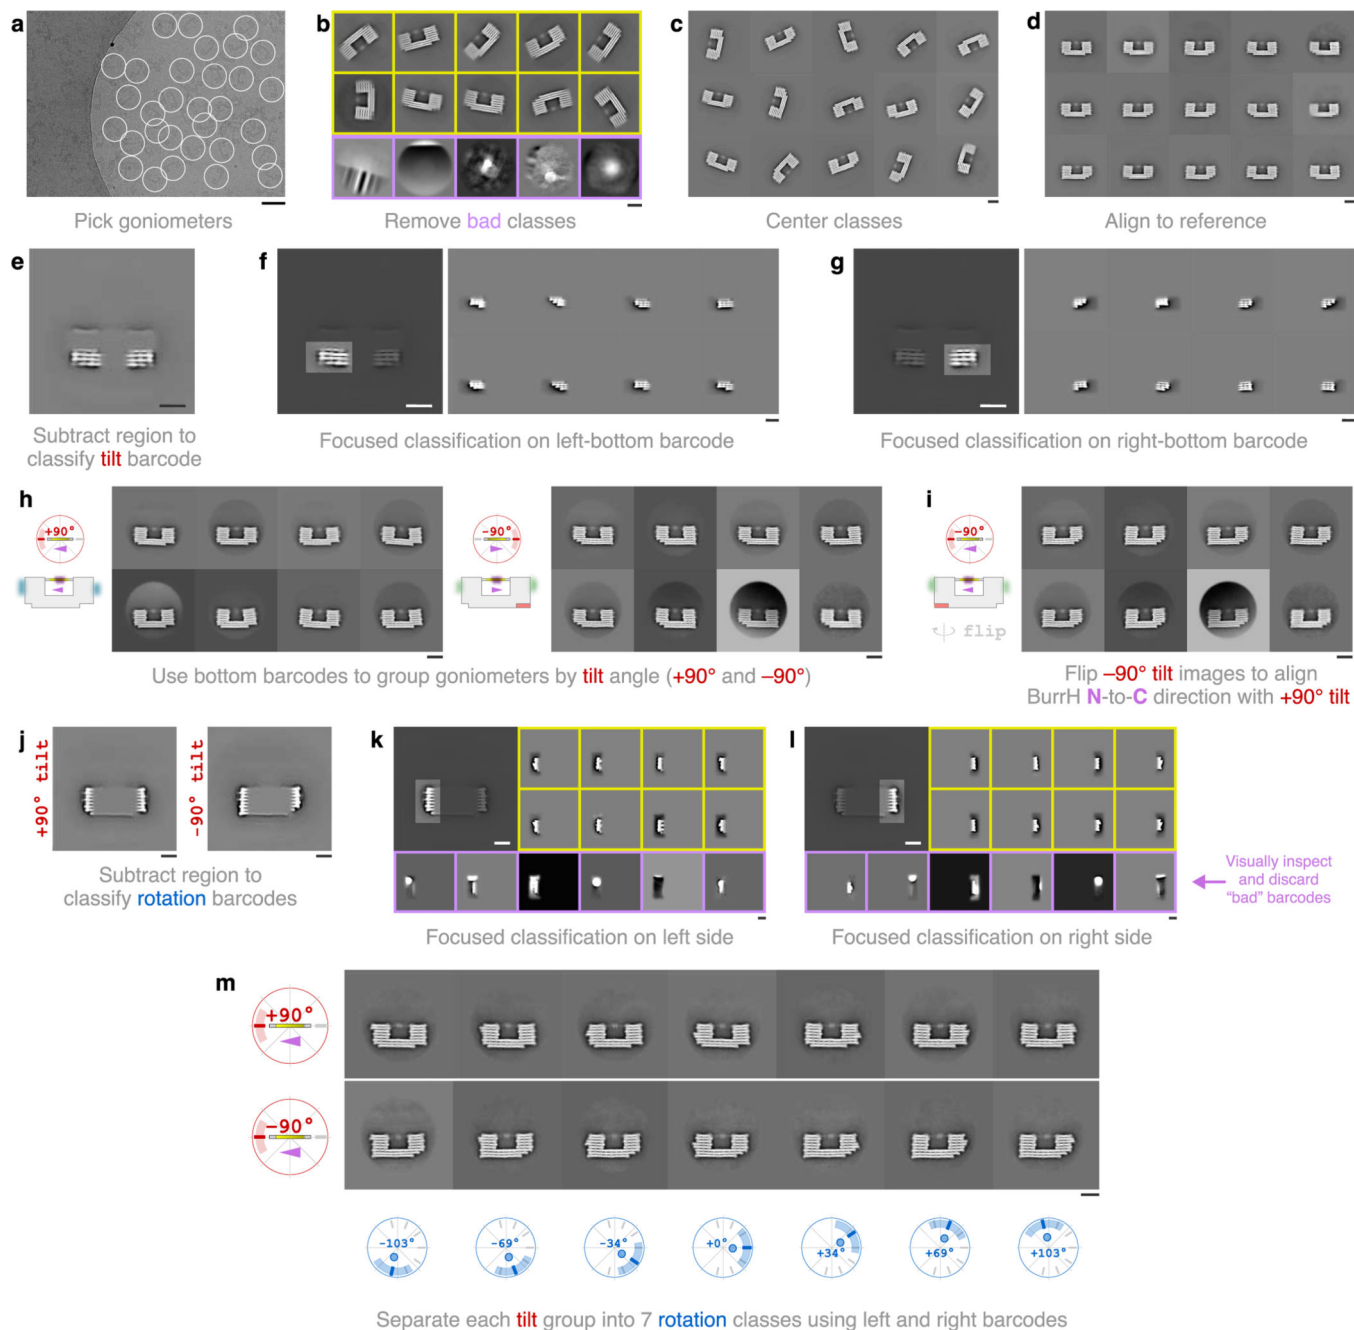 a
b
c
d
Pick goniometers
Remove bad classes
Center classes
Align to reference
e
f
g
Subtract region to
classify tilt barcode
Focused classification on left-bottom barcode
Focused classification on right-bottom barcode
h
i
+90°
−90°
−90°
flip
Use bottom barcodes to group goniometers by tilt angle (+90° and −90°)
Flip −90° tilt images to align
BurrH N-to-C direction with +90° tilt
j
k
l
+90° tilt
−90° tilt
Subtract region to
classify rotation barcodes
Focused classification on left side
Focused classification on right side
Visually inspect
and discard
“bad” barcodes
m
+90°
−90°
−103°
−69°
−34°
+0°
+34°
+69°
+103°
Separate each tilt group into 7 rotation classes using left and right barcodes